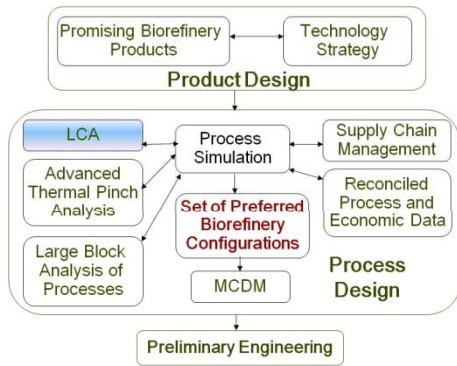 Promising Biorefinery
Products
Technology
Strategy
Product Design
LCA
Process
Simulation
Supply Chain
Management
Advanced
Thermal Pinch
Analysis
Reconciled
Process and
Economic Data
Set of Preferred
Biorefinery
Configurations
Large Block
Analysis of
Processes
MCDM
Process
Design
Preliminary Engineering